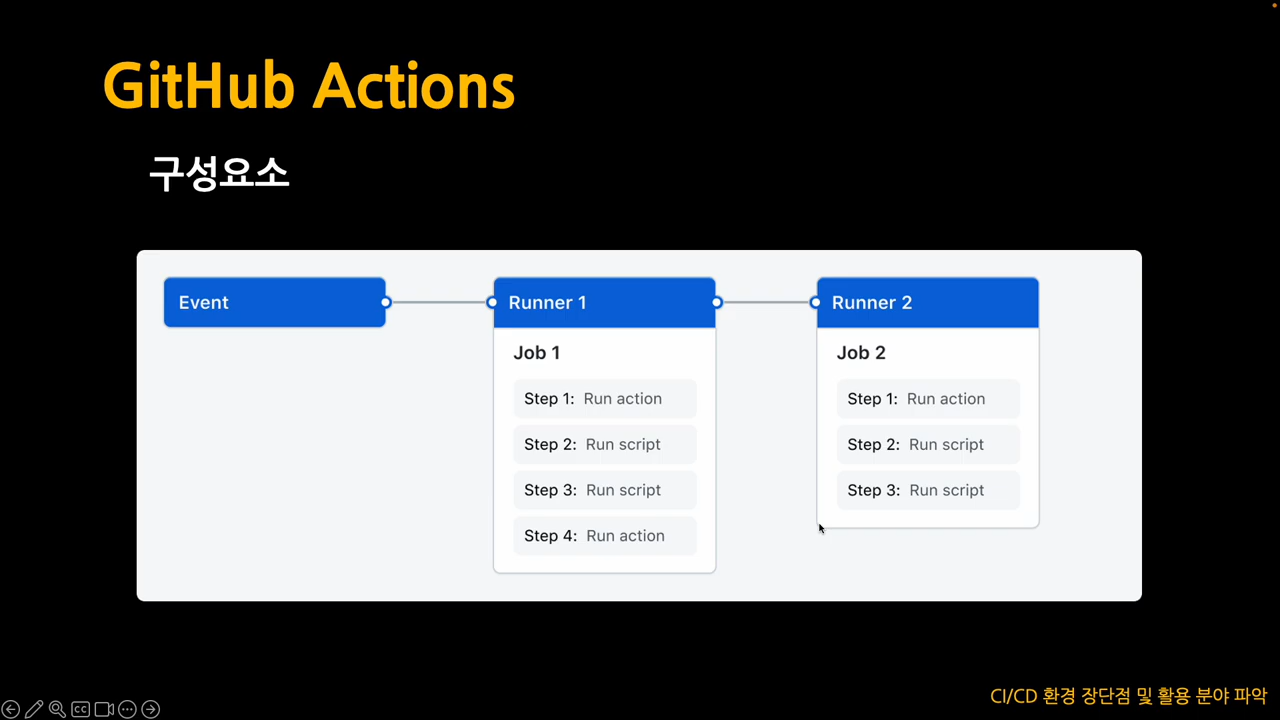 GitHub Actions
구성요소
Event
Runner 1
Job 1
Step 1: Run action
Step 2: Run script
Step 3: Run script
Step 4: Run action
Runner 2
Job 2
Step 1: Run action
Step 2: Run script
Step 3: Run script
CC
CI/CD 환경 장단점 및 활용 분야 파악